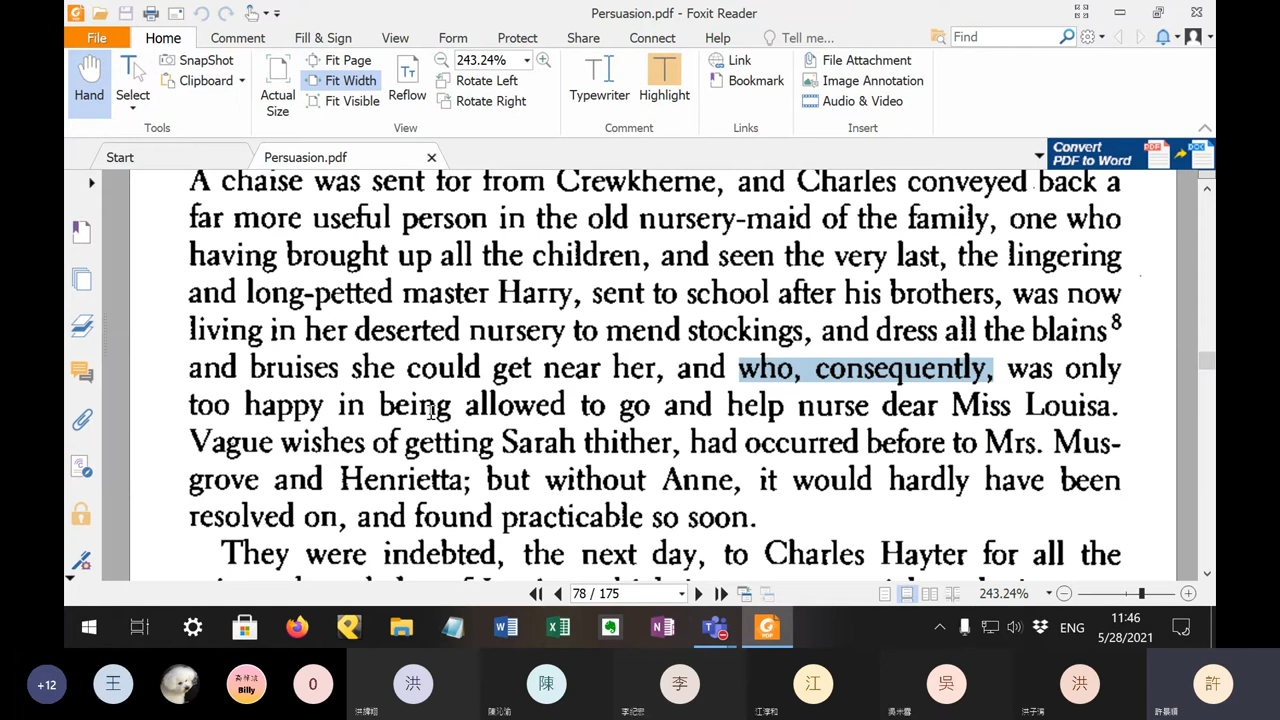 Persuasion.pdf - Foxit Reader
File Home Comment Fill & Sign View Form Protect Share Connect Help Tell me... Find
Hand
Select
SnapShot
Clipboard
Actual Size
Fit Page
Fit Width
Fit Visible
Reflow
243.24%
Rotate Left
Rotate Right
Typewriter
Highlight
Link
Bookmark
File Attachment
Image Annotation
Audio & Video
Tools View Comment Links Insert
Start Persuasion.pdf
Convert
PDF to Word
A chaise was sent for from Crewkherne, and Charles conveyed back a
far more useful person in the old nursery-maid of the family, one who
having brought up all the children, and seen the very last, the lingering
and long-petted master Harry, sent to school after his brothers, was now
living in her deserted nursery to mend stockings, and dress all the blains8
and bruises she could get near her, and who, consequently, was only
too happy in being allowed to go and help nurse dear Miss Louisa.
Vague wishes of getting Sarah thither, had occurred before to Mrs. Mus-
grove and Henrietta; but without Anne, it would hardly have been
resolved on, and found practicable so soon.
They were indebted, the next day, to Charles Hayter for all the
78 / 175
243.24%
ENG
11:46
5/28/2021
+12 王 Billy 0 洪 陳 李 江 吳 洪 許